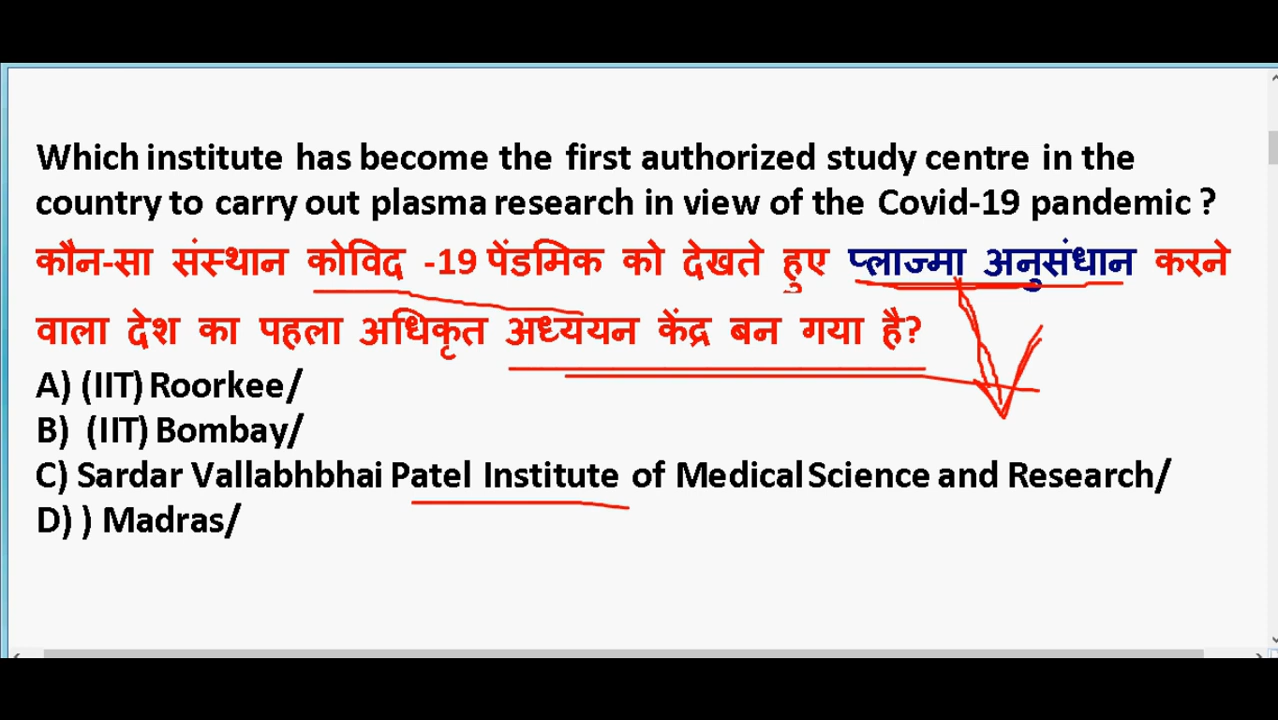 Which institute has become the first authorized study centre in the
country to carry out plasma research in view of the Covid-19 pandemic ?
कौन-सा संस्थान कोविद -19 पेंडमिक को देखते हुए प्लाज्मा अनुसंधान करने
वाला देश का पहला अधिकृत अध्ययन केंद्र बन गया है?
A) (IIT) Roorkee/
B) (IIT) Bombay/
C) Sardar Vallabhbhai Patel Institute of Medical Science and Research/
D) ) Madras/